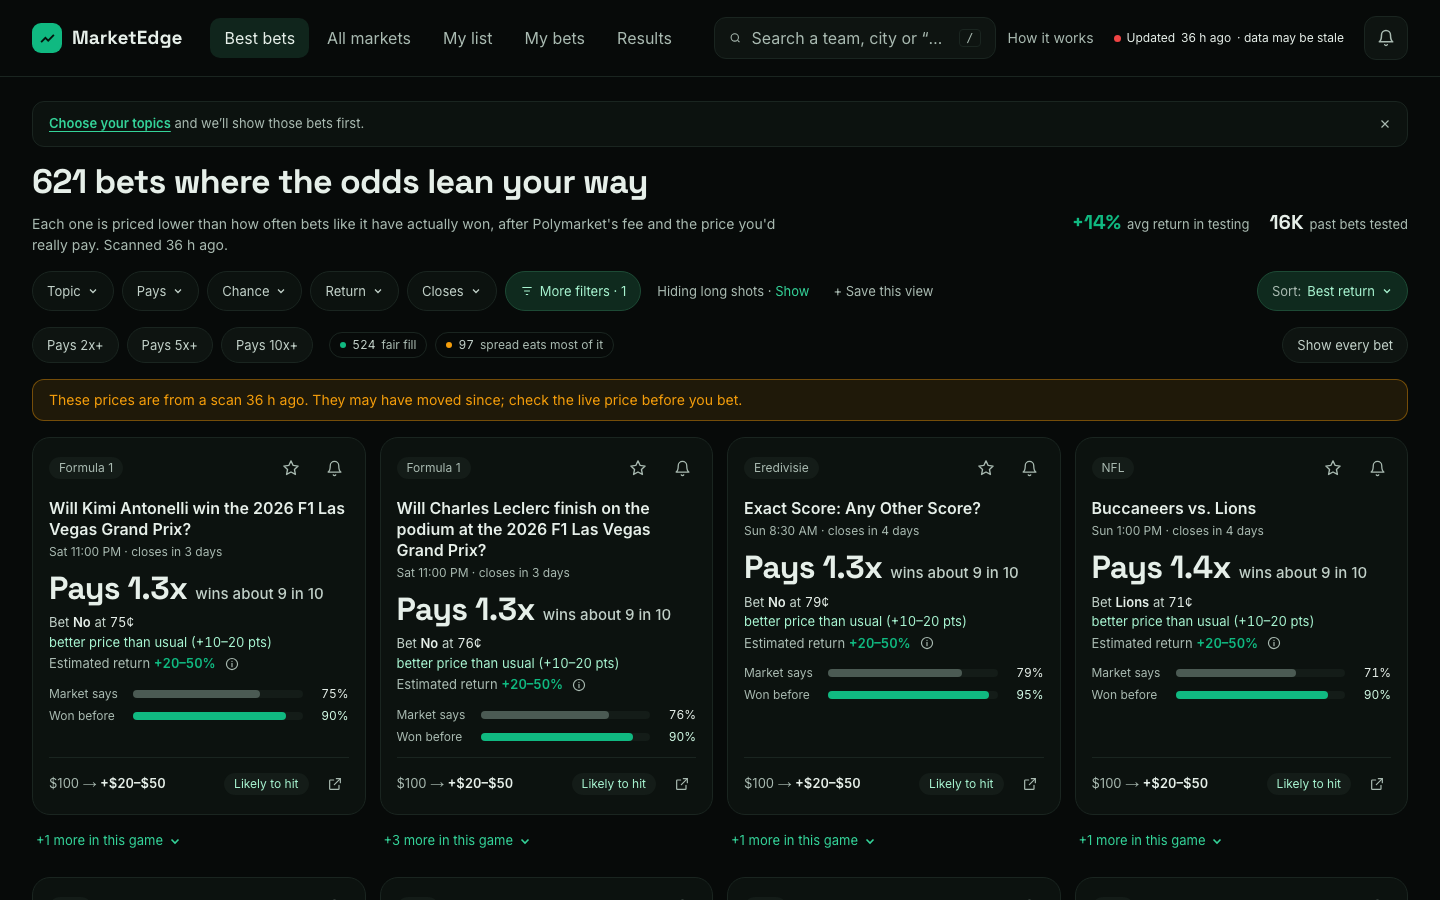 MarketEdge
Best bets
All markets
My list
My bets
Results
Search a team, city or “...
/
How it works
Updated 36 h ago · data may be stale
Choose your topics and we'll show those bets first.
621 bets where the odds lean your way
Each one is priced lower than how often bets like it have actually won, after Polymarket's fee and the price you'd
really pay. Scanned 36 h ago.
+14% avg return in testing
16K past bets tested
Topic
Pays
Chance
Return
Closes
More filters · 1
Hiding long shots · Show
+ Save this view
Sort: Best return
Pays 2x+
Pays 5x+
Pays 10x+
524 fair fill
97 spread eats most of it
Show every bet
These prices are from a scan 36 h ago. They may have moved since; check the live price before you bet.
Formula 1
Will Kimi Antonelli win the 2026 F1 Las
Vegas Grand Prix?
Sat 11:00 PM · closes in 3 days
Pays 1.3x wins about 9 in 10
Bet No at 75¢
better price than usual (+10–20 pts)
Estimated return +20–50%
Market says 75%
Won before 90%
$100 → +$20–$50
Likely to hit
+1 more in this game
Formula 1
Will Charles Leclerc finish on the
podium at the 2026 F1 Las Vegas
Grand Prix?
Sat 11:00 PM · closes in 3 days
Pays 1.3x wins about 9 in 10
Bet No at 76¢
better price than usual (+10–20 pts)
Estimated return +20–50%
Market says 76%
Won before 90%
$100 → +$20–$50
Likely to hit
+3 more in this game
Eredivisie
Exact Score: Any Other Score?
Sun 8:30 AM · closes in 4 days
Pays 1.3x wins about 9 in 10
Bet No at 79¢
better price than usual (+10–20 pts)
Estimated return +20–50%
Market says 79%
Won before 95%
$100 → +$20–$50
Likely to hit
+1 more in this game
NFL
Buccaneers vs. Lions
Sun 1:00 PM · closes in 4 days
Pays 1.4x wins about 9 in 10
Bet Lions at 71¢
better price than usual (+10–20 pts)
Estimated return +20–50%
Market says 71%
Won before 90%
$100 → +$20–$50
Likely to hit
+1 more in this game